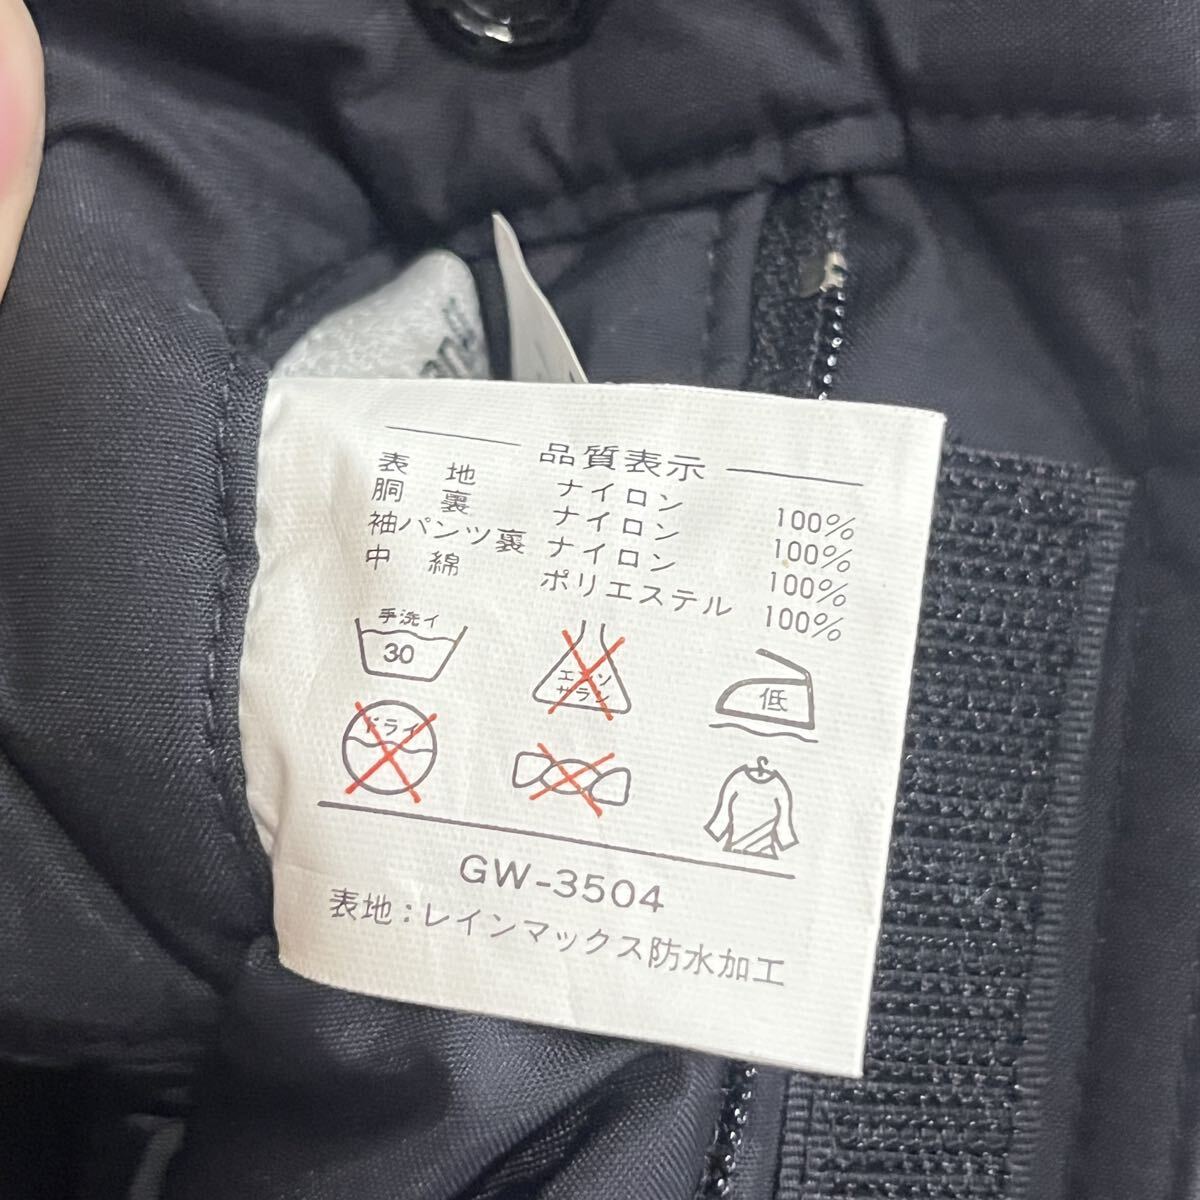 品質表示
表 地 ナイロン 100%
胴 裏 ナイロン 100%
袖パンツ裏 ナイロン 100%
中 綿 ポリエステル 100%
手洗イ
30
エンソ
サラシ
低
ドライ
GW-3504
表地:レインマックス防水加工